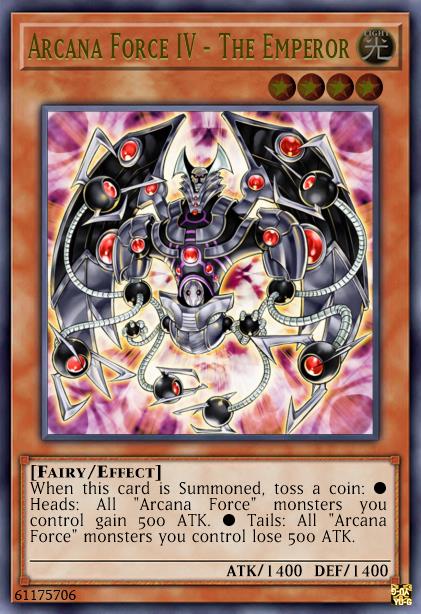 ARCANA FORCE IV - THE EMPEROR
LIGHT
光
[FAIRY/EFFECT]
When this card is Summoned, toss a coin: ●
Heads: All "Arcana Force" monsters you
control gain 500 ATK. ● Tails: All "Arcana
Force" monsters you control lose 500 ATK.
ATK/1400 DEF/1400
61175706